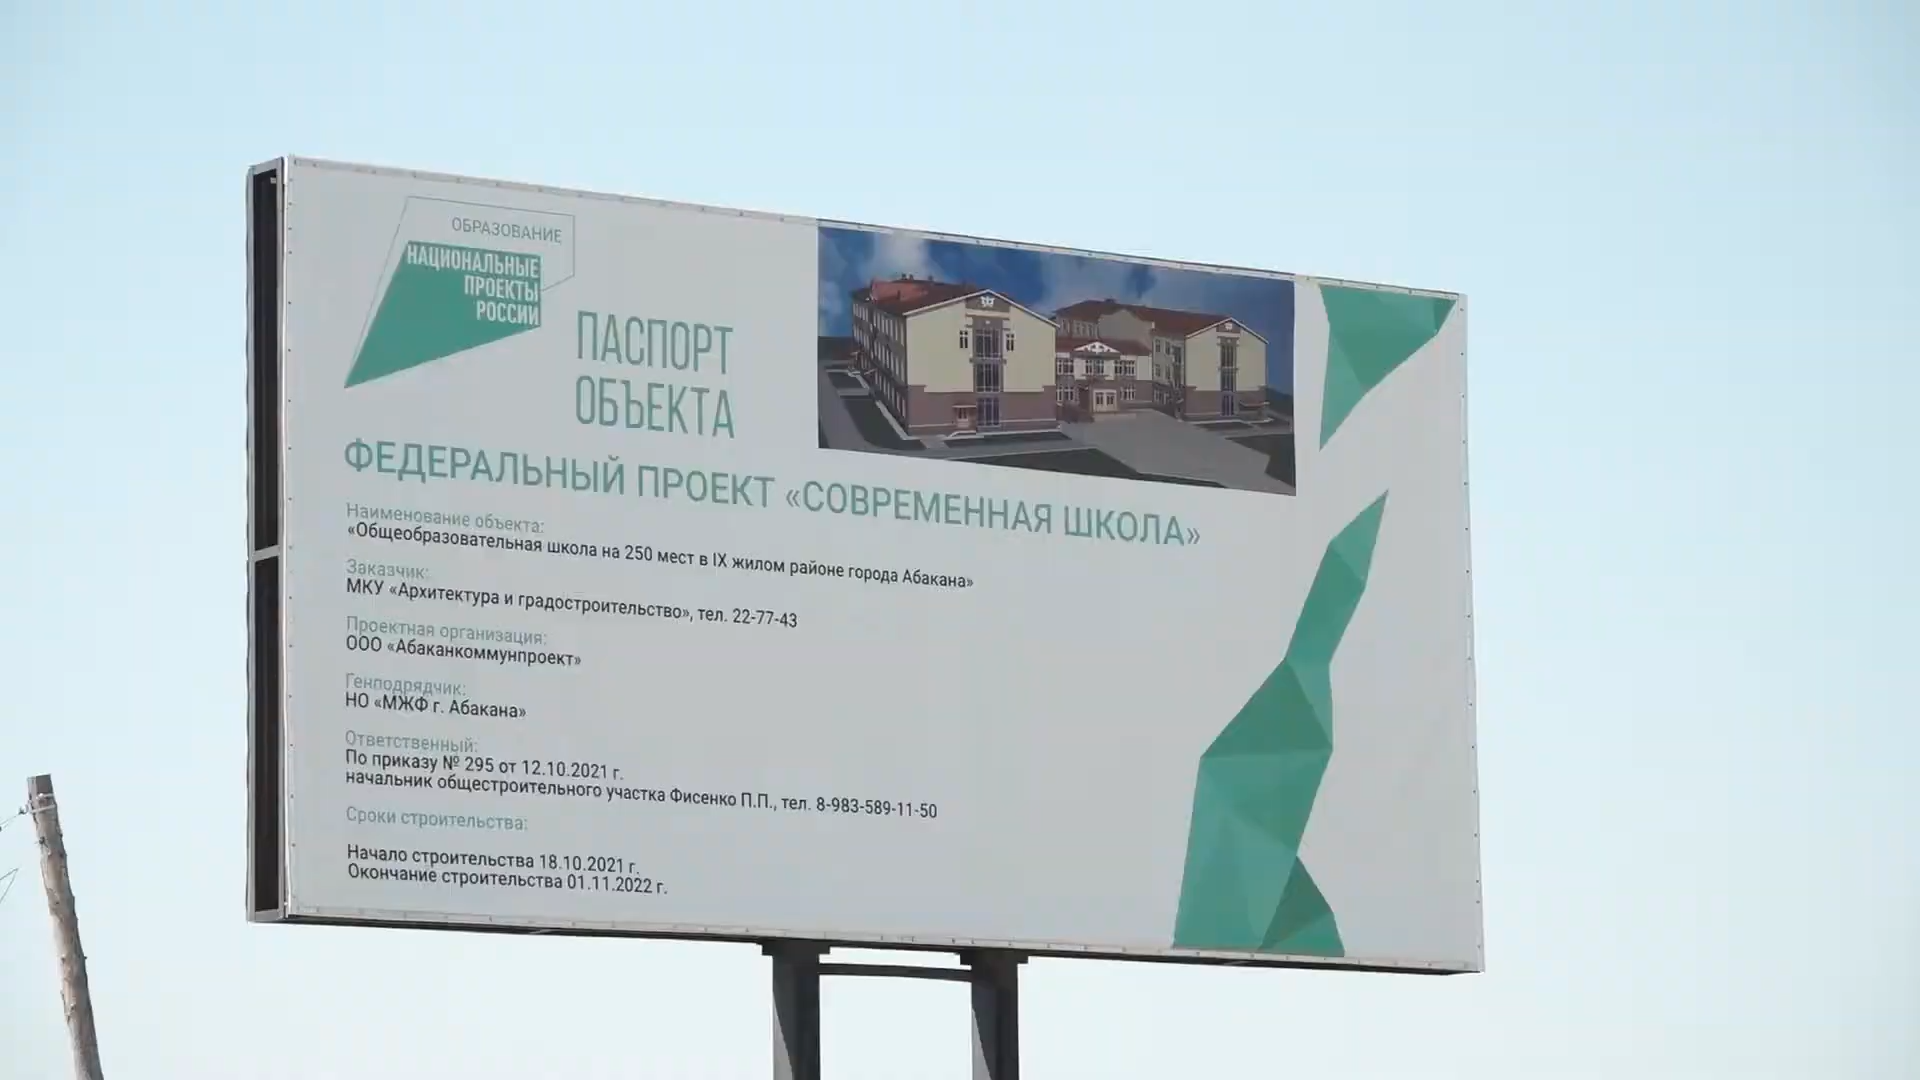 ОБРАЗОВАНИЕ
НАЦИОНАЛЬНЫЕ
ПРОЕКТЫ
РОССИИ
ПАСПОРТ
ОБЪЕКТА
ФЕДЕРАЛЬНЫЙ ПРОЕКТ «СОВРЕМЕННАЯ ШКОЛА»
Наименование объекта:
«Общеобразовательная школа на 250 мест в IX жилом районе города Абакана»
Заказчик:
МКУ «Архитектура и градостроительство», тел. 22-77-43
Проектная организация:
ООО «Абаканкоммунпроект»
Генподрядчик:
НО «МЖФ г. Абакана»
Ответственный:
По приказу № 295 от 12.10.2021 г.
начальник общестроительного участка Фисенко П.П., тел. 8-983-589-11-50
Сроки строительства:
Начало строительства 18.10.2021 г.
Окончание строительства 01.11.2022 г.